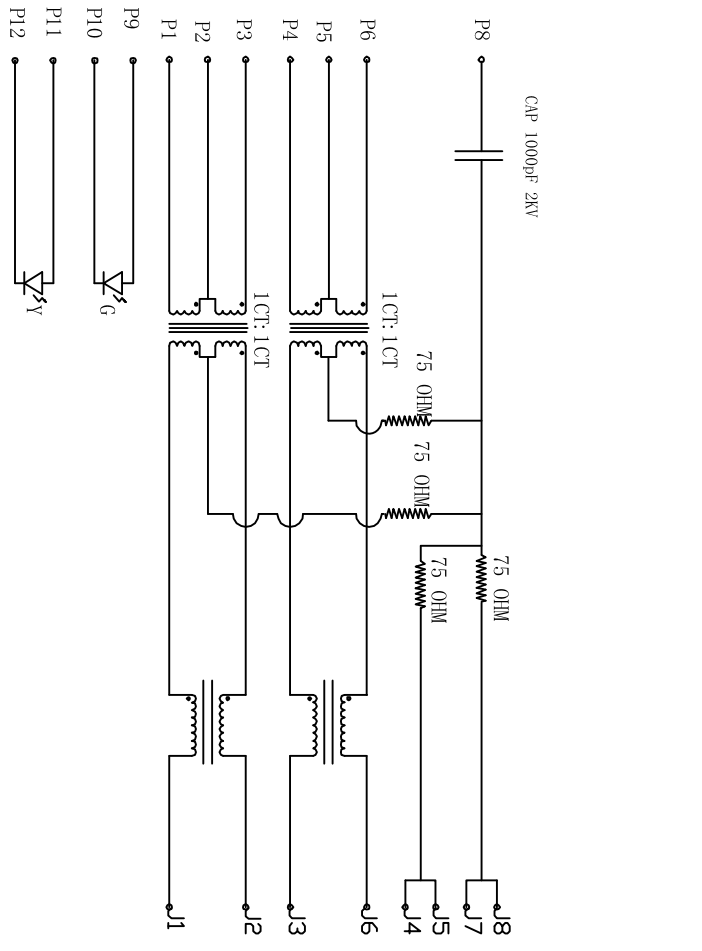 P8
CAP 1000pF 2KV
P6
P5
P4
P3
P2
P1
P9
P10
P11
P12
1CT:1CT
1CT:1CT
G
Y
75 OHM
75 OHM
75 OHM
75 OHM
J8
J7
J5
J4
J6
J3
J2
J1